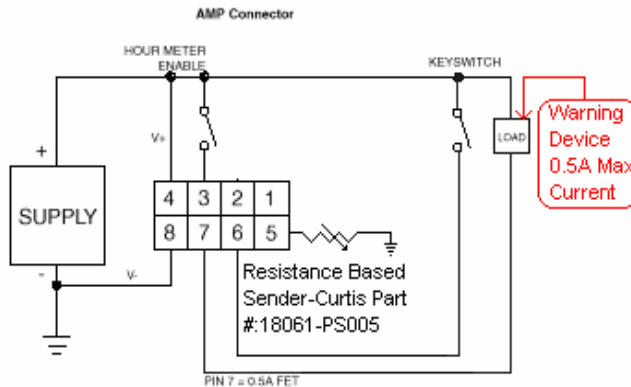 AMP Connector
HOUR METER
ENABLE
KEYSWITCH
Warning
Device
0.5A Max
Current
LOAD
V+
+
SUPPLY
-
4 3 2 1
8 7 6 5
V-
Resistance Based
Sender-Curtis Part
#:18061-PS005
PIN 7 = 0.5A FET